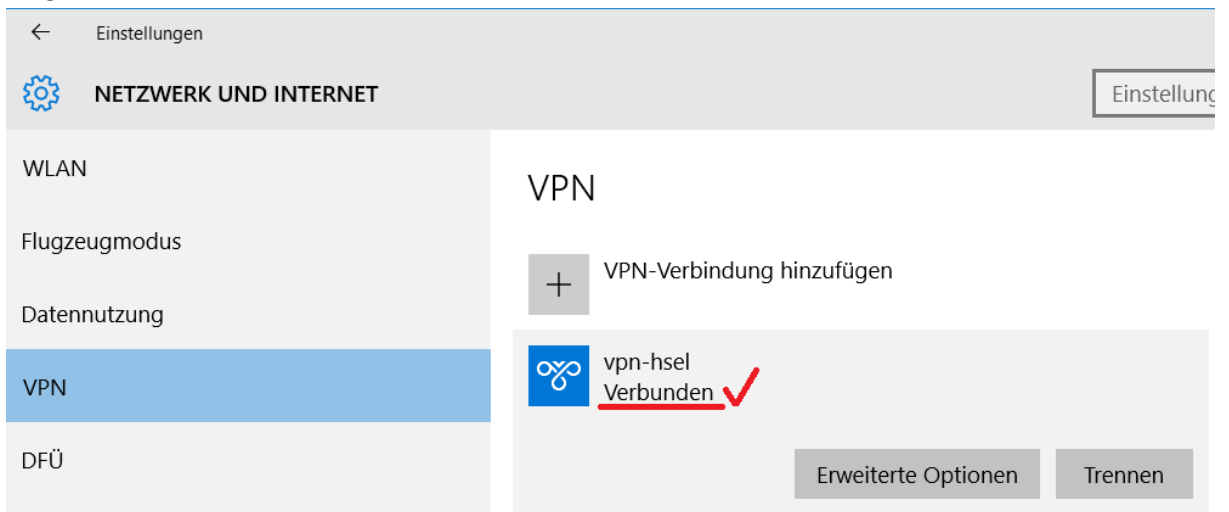 ← Einstellungen
NETZWERK UND INTERNET
Einstellung
WLAN
Flugzeugmodus
Datennutzung
VPN
DFÜ
VPN
VPN-Verbindung hinzufügen
vpn-hsel
Verbunden
Erweiterte Optionen
Trennen